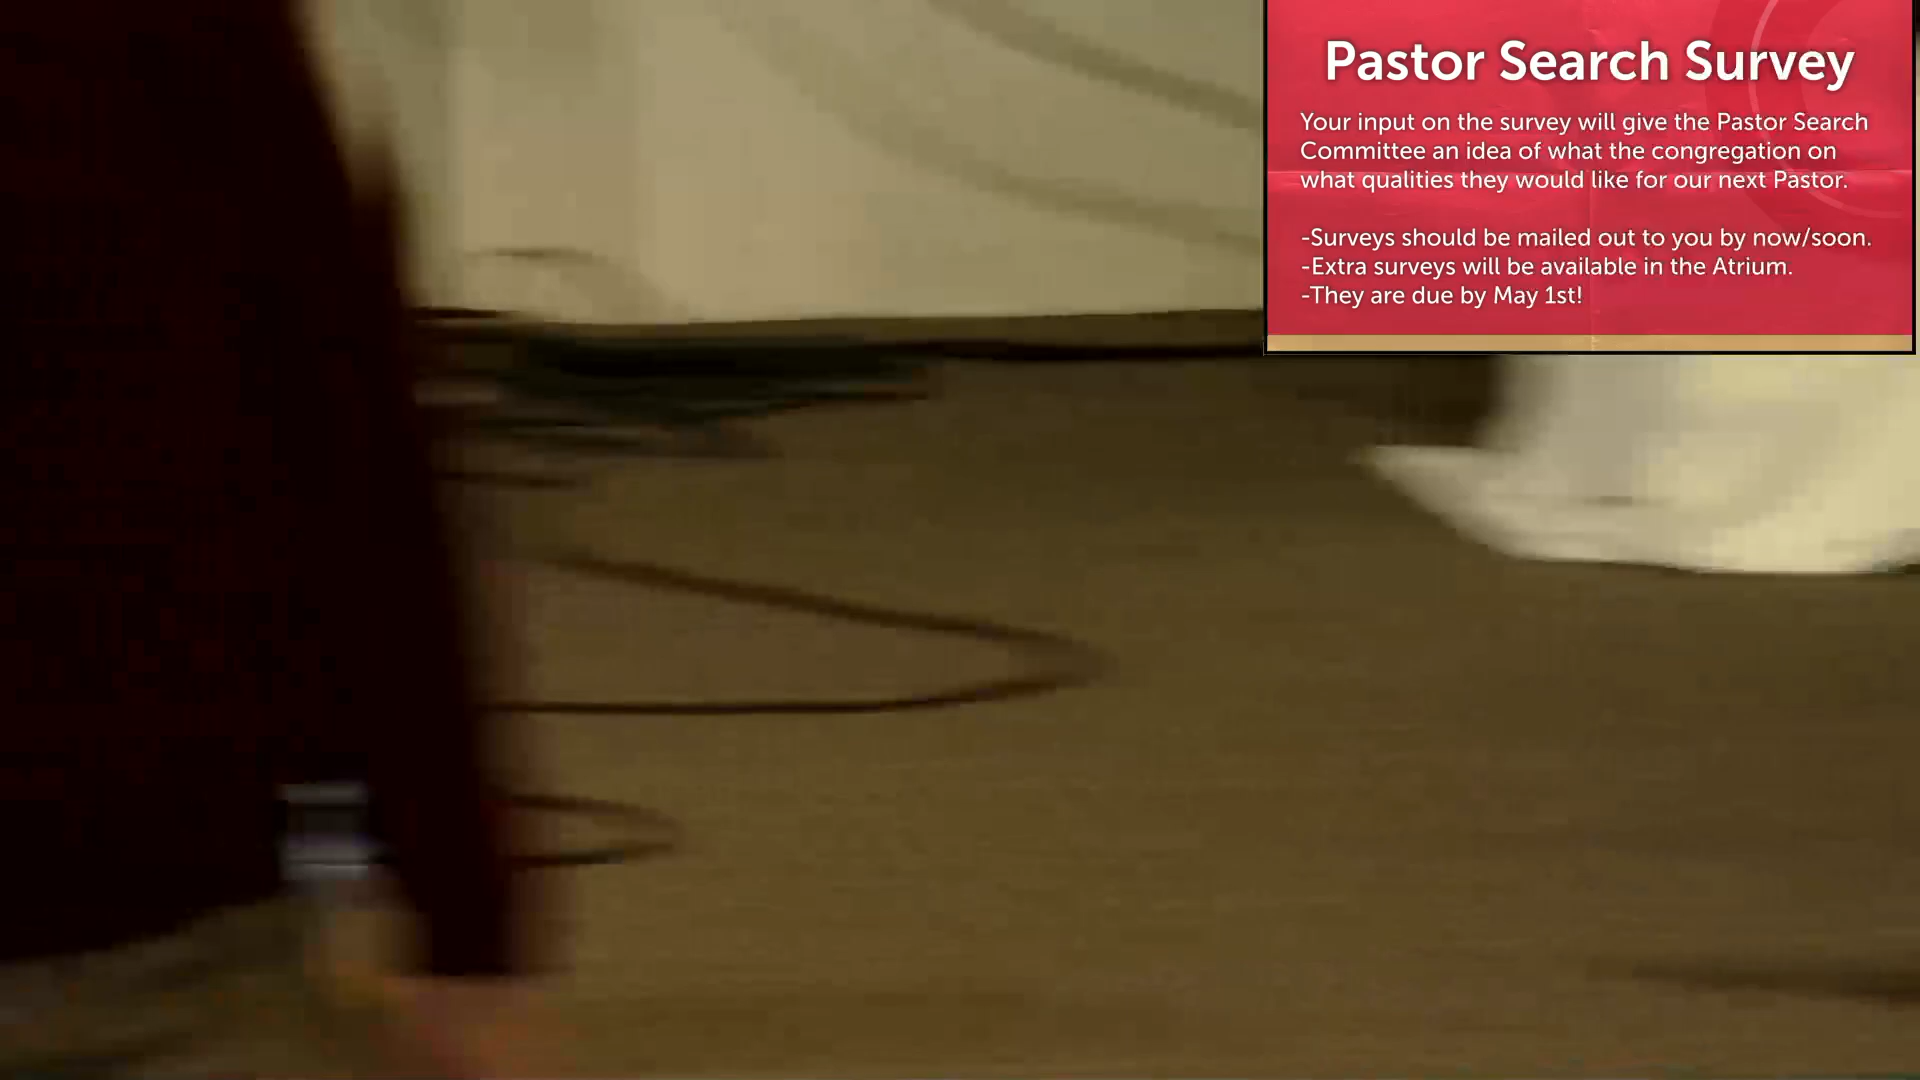 Pastor Search Survey
Your input on the survey will give the Pastor Search
Committee an idea of what the congregation on
what qualities they would like for our next Pastor.
-Surveys should be mailed out to you by now/soon.
-Extra surveys will be available in the Atrium.
-They are due by May 1st!